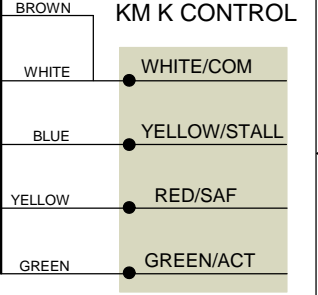 BROWN
KM K CONTROL
WHITE
WHITE/COM
BLUE
YELLOW/STALL
YELLOW
RED/SAF
GREEN
GREEN/ACT